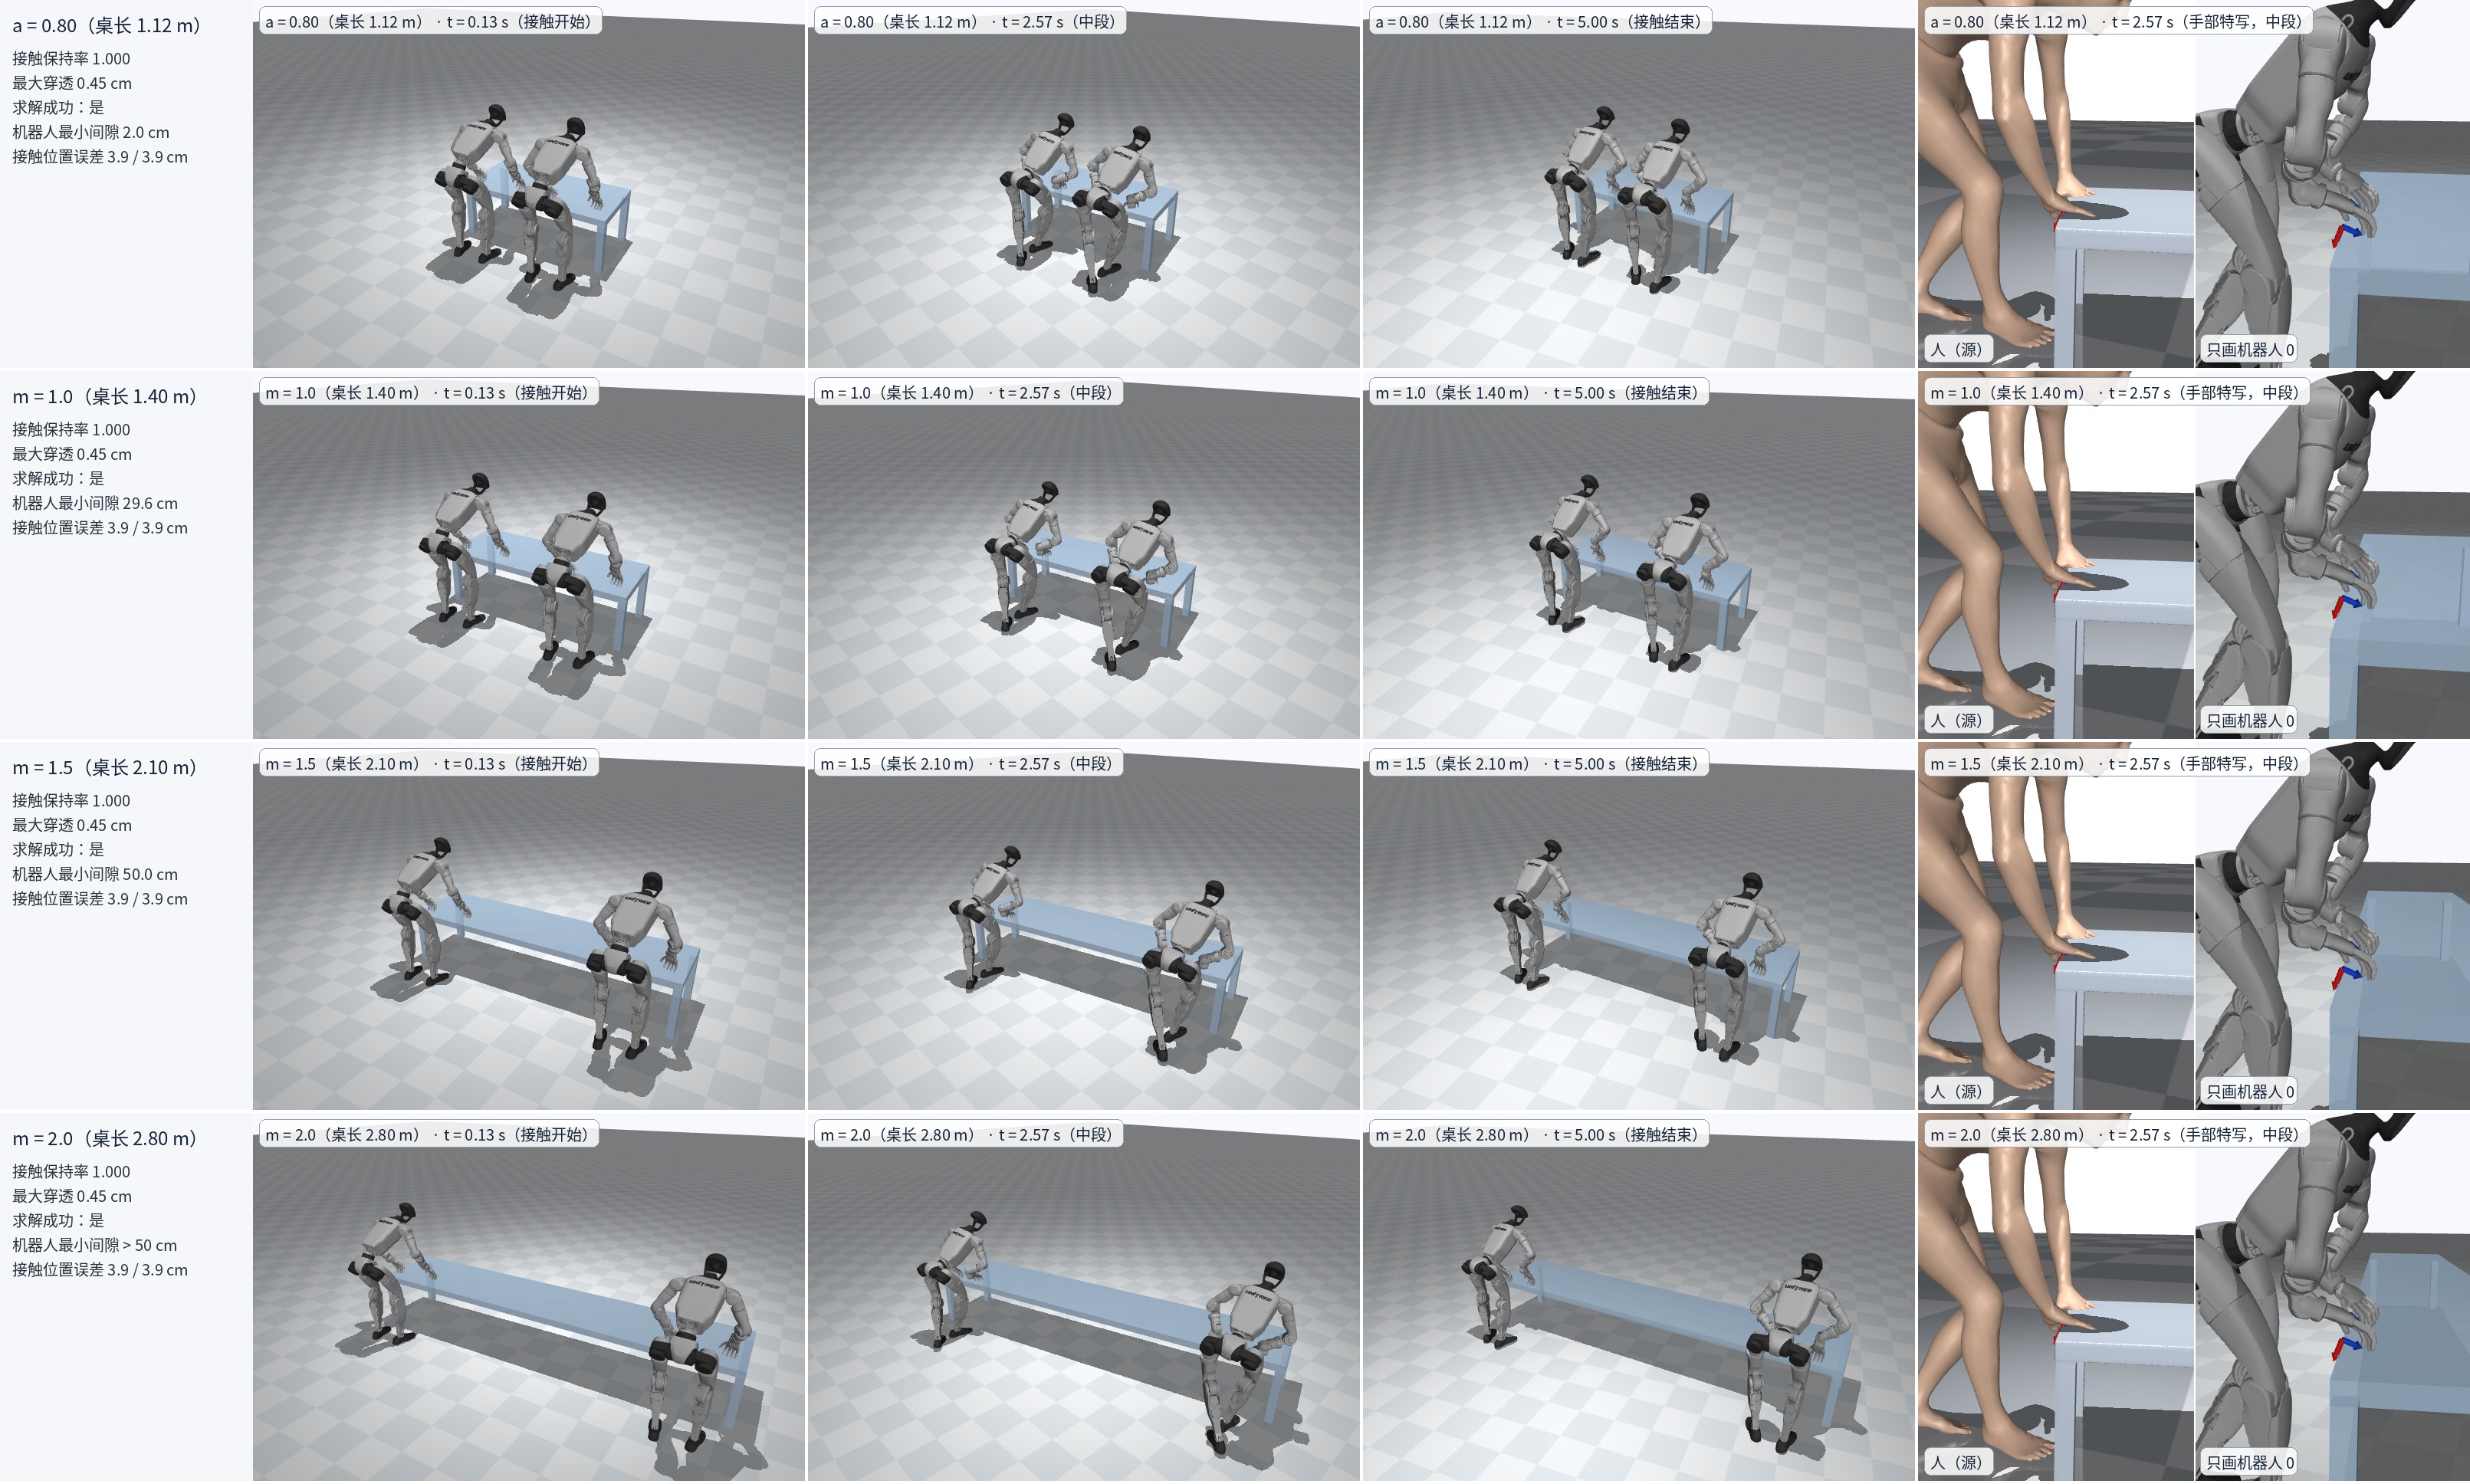 a = 0.80（桌长 1.12 m）
接触保持率 1.000
最大穿透 0.45 cm
求解成功：是
机器人最小间隙 2.0 cm
接触位置误差 3.9 / 3.9 cm
a = 0.80（桌长 1.12 m） · t = 0.13 s（接触开始）
a = 0.80（桌长 1.12 m） · t = 2.57 s（中段）
a = 0.80（桌长 1.12 m） · t = 5.00 s（接触结束）
a = 0.80（桌长 1.12 m） · t = 2.57 s（手部特写，中段）
人（源）
只画机器人 0
m = 1.0（桌长 1.40 m）
接触保持率 1.000
最大穿透 0.45 cm
求解成功：是
机器人最小间隙 29.6 cm
接触位置误差 3.9 / 3.9 cm
m = 1.0（桌长 1.40 m） · t = 0.13 s（接触开始）
m = 1.0（桌长 1.40 m） · t = 2.57 s（中段）
m = 1.0（桌长 1.40 m） · t = 5.00 s（接触结束）
m = 1.0（桌长 1.40 m） · t = 2.57 s（手部特写，中段）
人（源）
只画机器人 0
m = 1.5（桌长 2.10 m）
接触保持率 1.000
最大穿透 0.45 cm
求解成功：是
机器人最小间隙 50.0 cm
接触位置误差 3.9 / 3.9 cm
m = 1.5（桌长 2.10 m） · t = 0.13 s（接触开始）
m = 1.5（桌长 2.10 m） · t = 2.57 s（中段）
m = 1.5（桌长 2.10 m） · t = 5.00 s（接触结束）
m = 1.5（桌长 2.10 m） · t = 2.57 s（手部特写，中段）
人（源）
只画机器人 0
m = 2.0（桌长 2.80 m）
接触保持率 1.000
最大穿透 0.45 cm
求解成功：是
机器人最小间隙 > 50 cm
接触位置误差 3.9 / 3.9 cm
m = 2.0（桌长 2.80 m） · t = 0.13 s（接触开始）
m = 2.0（桌长 2.80 m） · t = 2.57 s（中段）
m = 2.0（桌长 2.80 m） · t = 5.00 s（接触结束）
m = 2.0（桌长 2.80 m） · t = 2.57 s（手部特写，中段）
人（源）
只画机器人 0